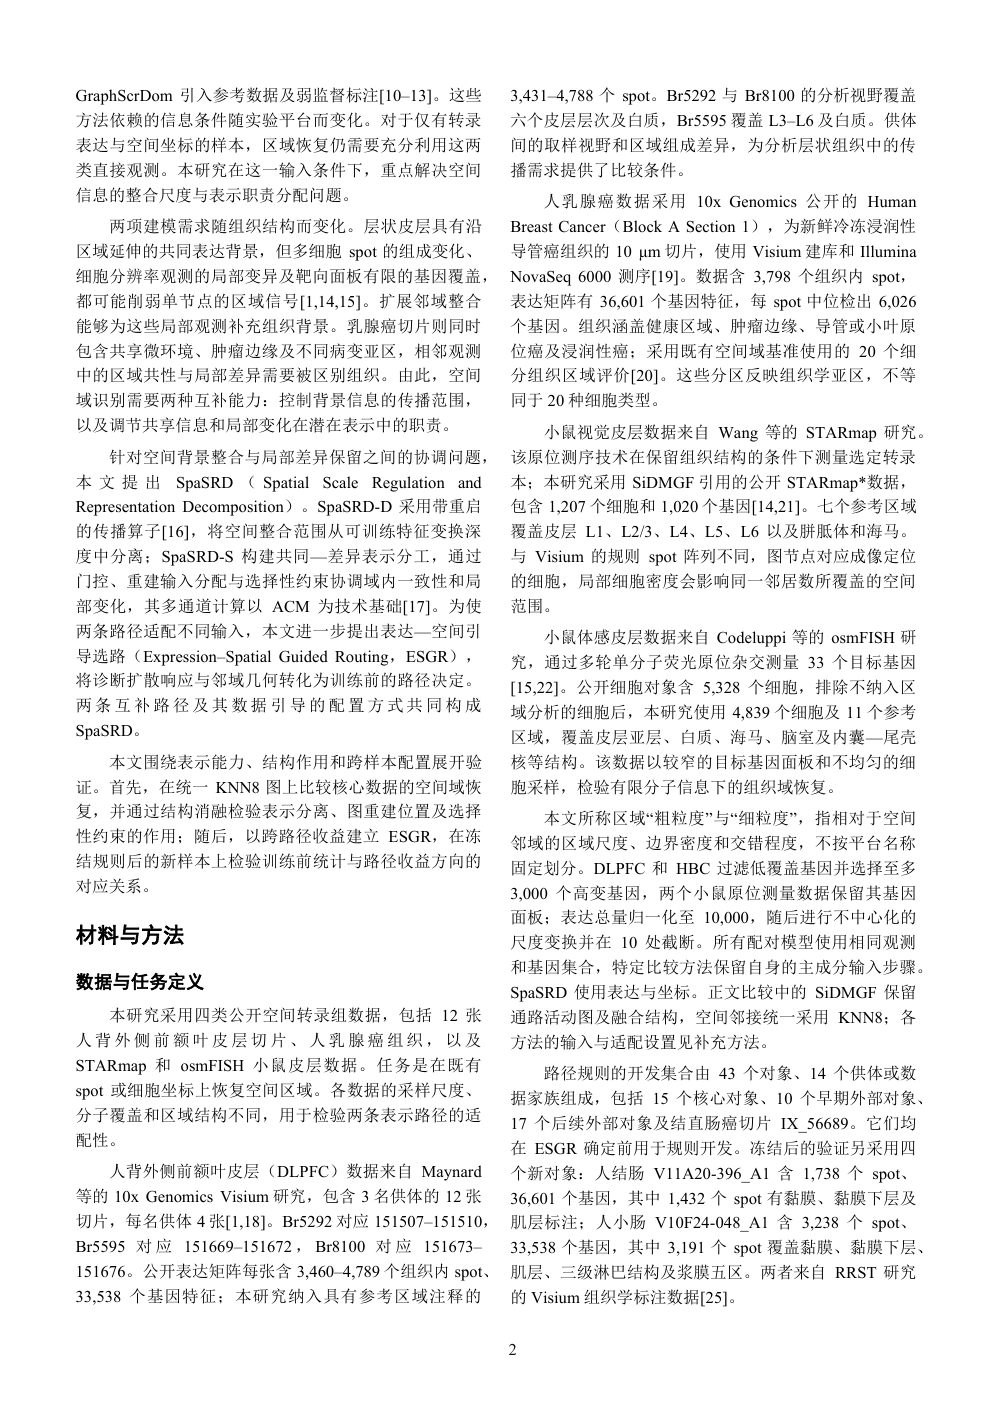 GraphScrDom 引入参考数据及弱监督标注[10–13]。这些
方法依赖的信息条件随实验平台而变化。对于仅有转录
表达与空间坐标的样本，区域恢复仍需要充分利用这两
类直接观测。本研究在这一输入条件下，重点解决空间
信息的整合尺度与表示职责分配问题。
两项建模需求随组织结构而变化。层状皮层具有沿
区域延伸的共同表达背景，但多细胞 spot 的组成变化、
细胞分辨率观测的局部变异及靶向面板有限的基因覆盖，
都可能削弱单节点的区域信号[1,14,15]。扩展邻域整合
能够为这些局部观测补充组织背景。乳腺癌切片则同时
包含共享微环境、肿瘤边缘及不同病变亚区，相邻观测
中的区域共性与局部差异需要被区别组织。由此，空间
域识别需要两种互补能力：控制背景信息的传播范围，
以及调节共享信息和局部变化在潜在表示中的职责。
针对空间背景整合与局部差异保留之间的协调问题，
本文提出 SpaSRD（Spatial Scale Regulation and
Representation Decomposition）。SpaSRD-D 采用带重启
的传播算子[16]，将空间整合范围从可训练特征变换深
度中分离；SpaSRD-S 构建共同—差异表示分工，通过
门控、重建输入分配与选择性约束协调域内一致性和局
部变化，其多通道计算以 ACM 为技术基础[17]。为使
两条路径适配不同输入，本文进一步提出表达—空间引
导选路（Expression–Spatial Guided Routing，ESGR），
将诊断扩散响应与邻域几何转化为训练前的路径决定。
两条互补路径及其数据引导的配置方式共同构成
SpaSRD。
本文围绕表示能力、结构作用和跨样本配置展开验
证。首先，在统一 KNN8 图上比较核心数据的空间域恢
复，并通过结构消融检验表示分离、图重建位置及选择
性约束的作用；随后，以跨路径收益建立 ESGR，在冻
结规则后的新样本上检验训练前统计与路径收益方向的
对应关系。
材料与方法
数据与任务定义
本研究采用四类公开空间转录组数据，包括 12 张
人背外侧前额叶皮层切片、人乳腺癌组织，以及
STARmap 和 osmFISH 小鼠皮层数据。任务是在既有
spot 或细胞坐标上恢复空间区域。各数据的采样尺度、
分子覆盖和区域结构不同，用于检验两条表示路径的适
配性。
人背外侧前额叶皮层（DLPFC）数据来自 Maynard
等的 10x Genomics Visium 研究，包含 3 名供体的 12 张
切片，每名供体 4 张[1,18]。Br5292 对应 151507–151510，
Br5595 对应 151669–151672，Br8100 对应 151673–
151676。公开表达矩阵每张含 3,460–4,789 个组织内 spot、
33,538 个基因特征；本研究纳入具有参考区域注释的
3,431–4,788 个 spot。Br5292 与 Br8100 的分析视野覆盖
六个皮层层次及白质，Br5595 覆盖 L3–L6 及白质。供体
间的取样视野和区域组成差异，为分析层状组织中的传
播需求提供了比较条件。
人乳腺癌数据采用 10x Genomics 公开的 Human
Breast Cancer（Block A Section 1），为新鲜冷冻浸润性
导管癌组织的 10 μm 切片，使用 Visium 建库和 Illumina
NovaSeq 6000 测序[19]。数据含 3,798 个组织内 spot，
表达矩阵有 36,601 个基因特征，每 spot 中位检出 6,026
个基因。组织涵盖健康区域、肿瘤边缘、导管或小叶原
位癌及浸润性癌；采用既有空间域基准使用的 20 个细
分组织区域评价[20]。这些分区反映组织学亚区，不等
同于 20 种细胞类型。
小鼠视觉皮层数据来自 Wang 等的 STARmap 研究。
该原位测序技术在保留组织结构的条件下测量选定转录
本；本研究采用 SiDMGF 引用的公开 STARmap*数据，
包含 1,207 个细胞和 1,020 个基因[14,21]。七个参考区域
覆盖皮层 L1、L2/3、L4、L5、L6 以及胼胝体和海马。
与 Visium 的规则 spot 阵列不同，图节点对应成像定位
的细胞，局部细胞密度会影响同一邻居数所覆盖的空间
范围。
小鼠体感皮层数据来自 Codeluppi 等的 osmFISH 研
究，通过多轮单分子荧光原位杂交测量 33 个目标基因
[15,22]。公开细胞对象含 5,328 个细胞，排除不纳入区
域分析的细胞后，本研究使用 4,839 个细胞及 11 个参考
区域，覆盖皮层亚层、白质、海马、脑室及内囊—尾壳
核等结构。该数据以较窄的目标基因面板和不均匀的细
胞采样，检验有限分子信息下的组织域恢复。
本文所称区域“粗粒度”与“细粒度”，指相对于空间
邻域的区域尺度、边界密度和交错程度，不按平台名称
固定划分。DLPFC 和 HBC 过滤低覆盖基因并选择至多
3,000 个高变基因，两个小鼠原位测量数据保留其基因
面板；表达总量归一化至 10,000，随后进行不中心化的
尺度变换并在 10 处截断。所有配对模型使用相同观测
和基因集合，特定比较方法保留自身的主成分输入步骤。
SpaSRD 使用表达与坐标。正文比较中的 SiDMGF 保留
通路活动图及融合结构，空间邻接统一采用 KNN8；各
方法的输入与适配设置见补充方法。
路径规则的开发集合由 43 个对象、14 个供体或数
据家族组成，包括 15 个核心对象、10 个早期外部对象、
17 个后续外部对象及结直肠癌切片 IX_56689。它们均
在 ESGR 确定前用于规则开发。冻结后的验证另采用四
个新对象：人结肠 V11A20-396_A1 含 1,738 个 spot、
36,601 个基因，其中 1,432 个 spot 有黏膜、黏膜下层及
肌层标注；人小肠 V10F24-048_A1 含 3,238 个 spot、
33,538 个基因，其中 3,191 个 spot 覆盖黏膜、黏膜下层、
肌层、三级淋巴结构及浆膜五区。两者来自 RRST 研究
的 Visium 组织学标注数据[25]。
2